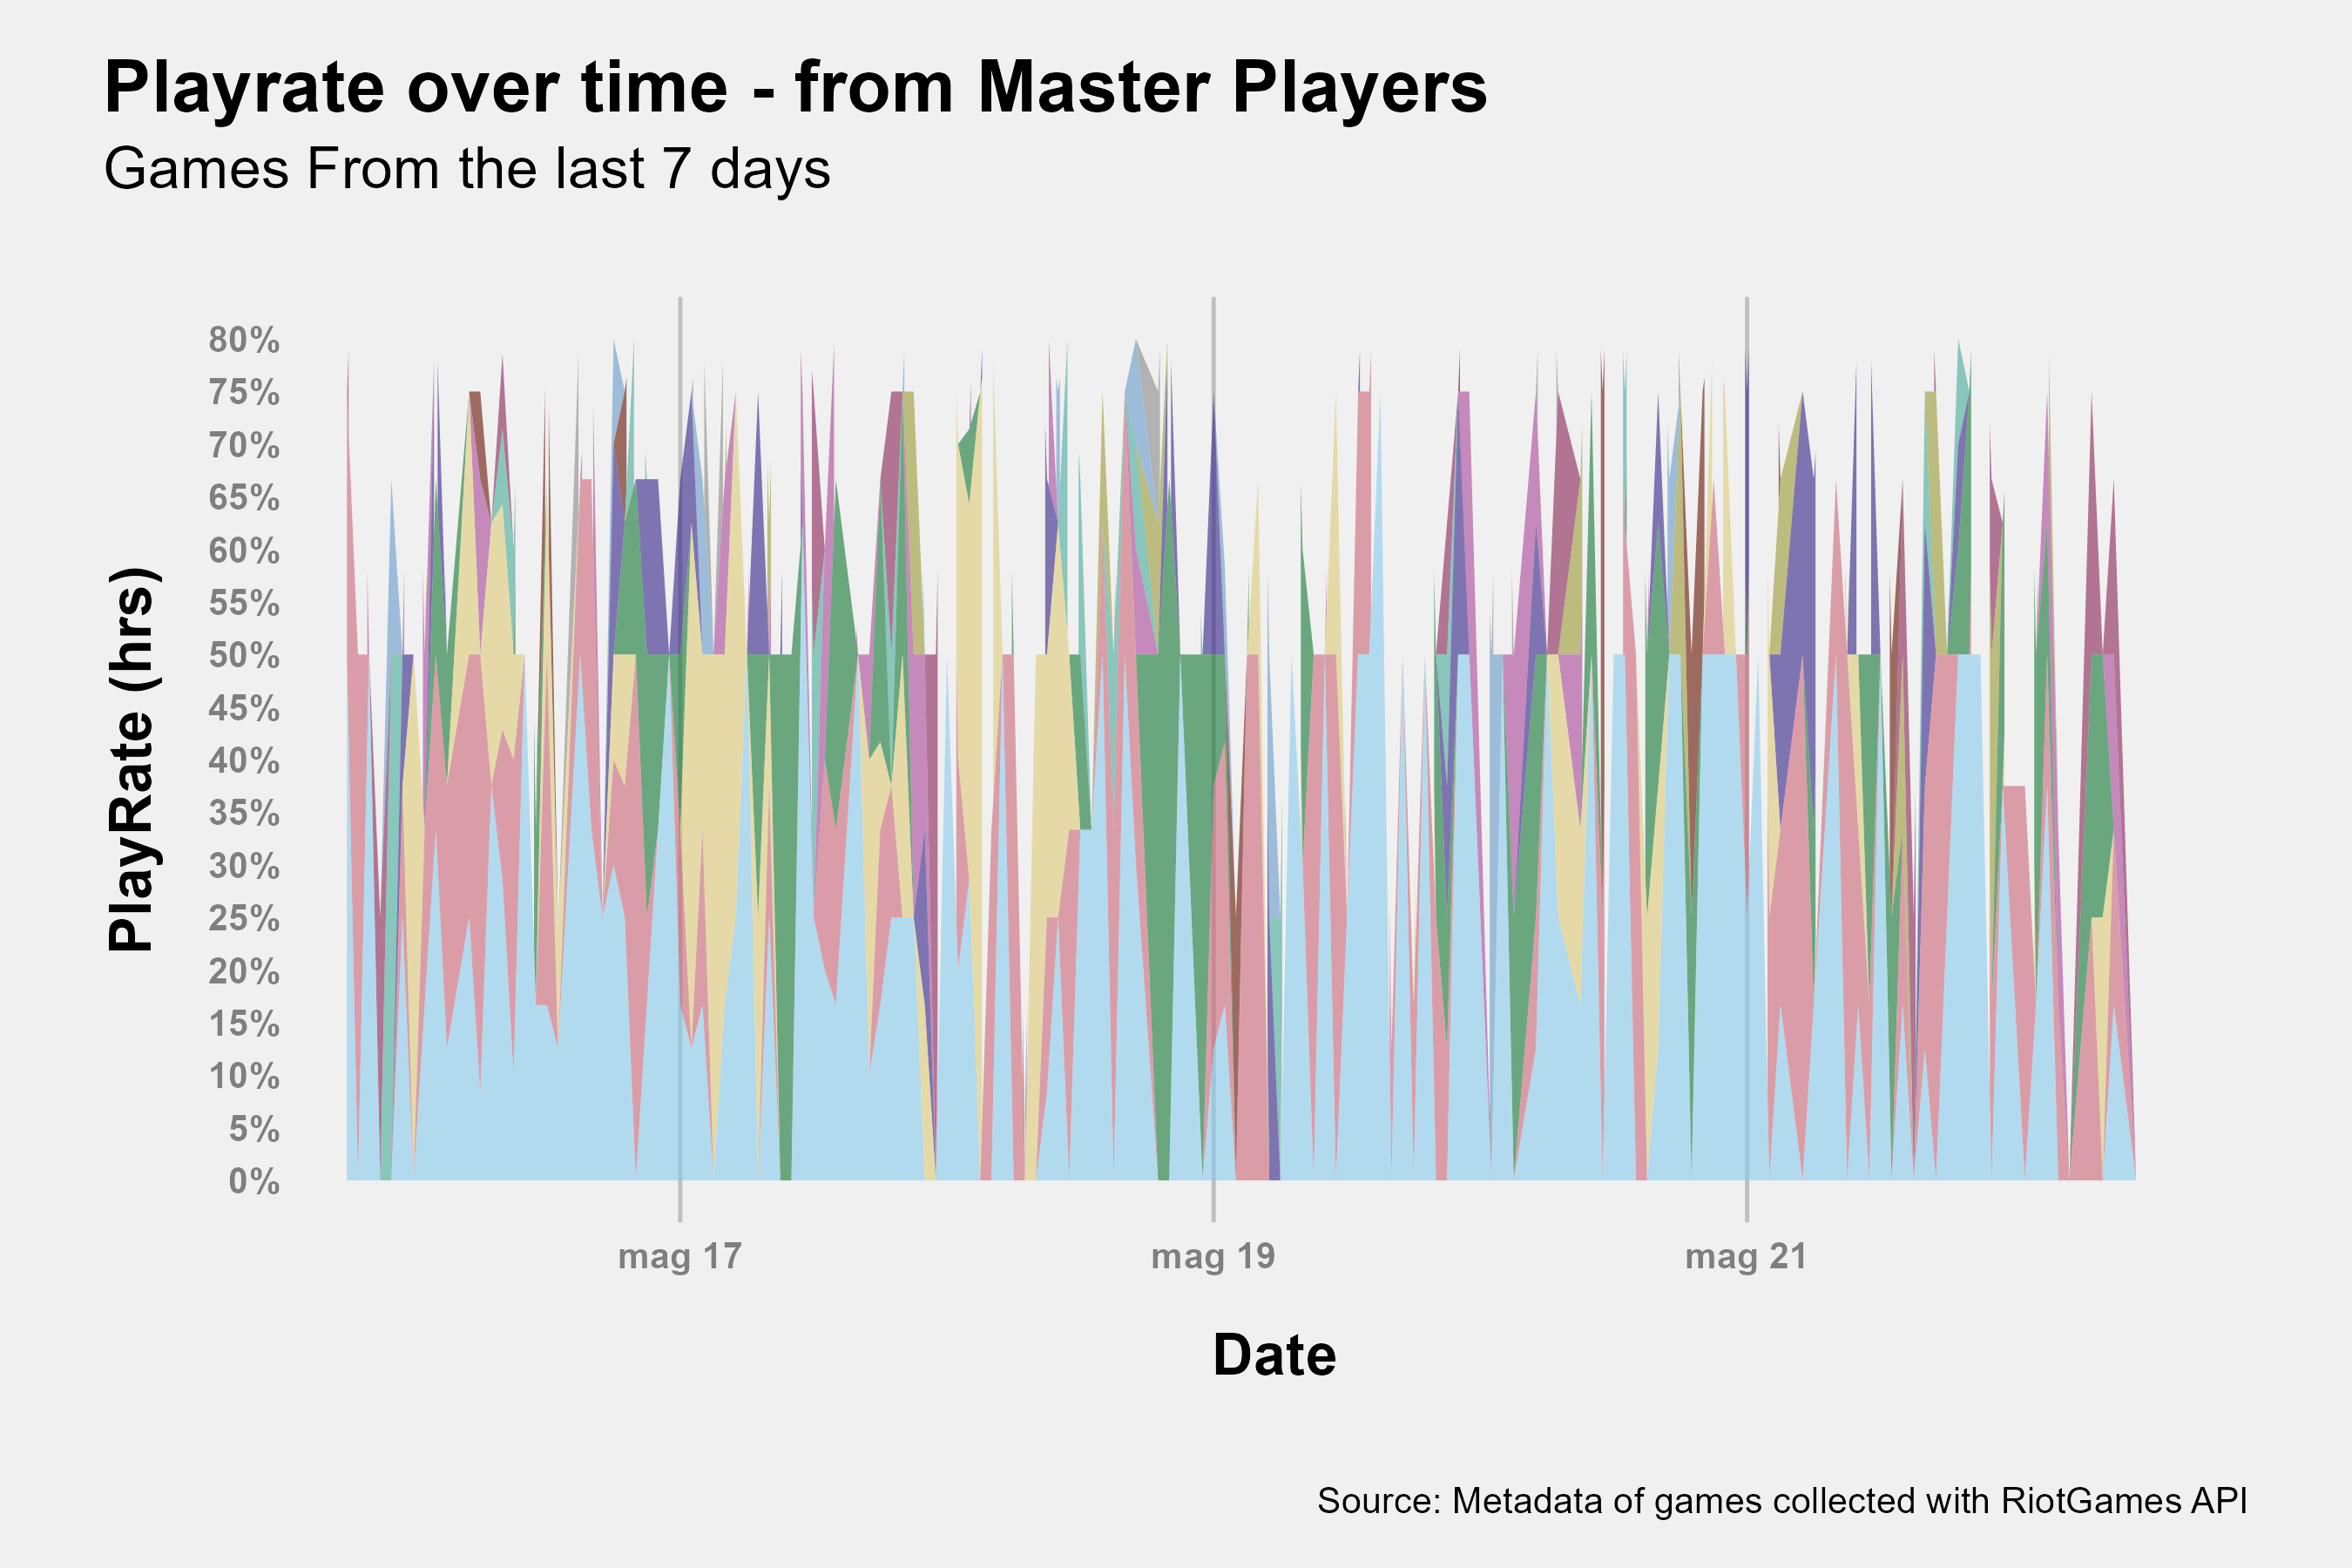 Playrate over time - from Master Players
Games From the last 7 days
PlayRate (hrs)
80%
75%
70%
65%
60%
55%
50%
45%
40%
35%
30%
25%
20%
15%
10%
5%
0%
mag 17
mag 19
mag 21
Date
Source: Metadata of games collected with RiotGames API